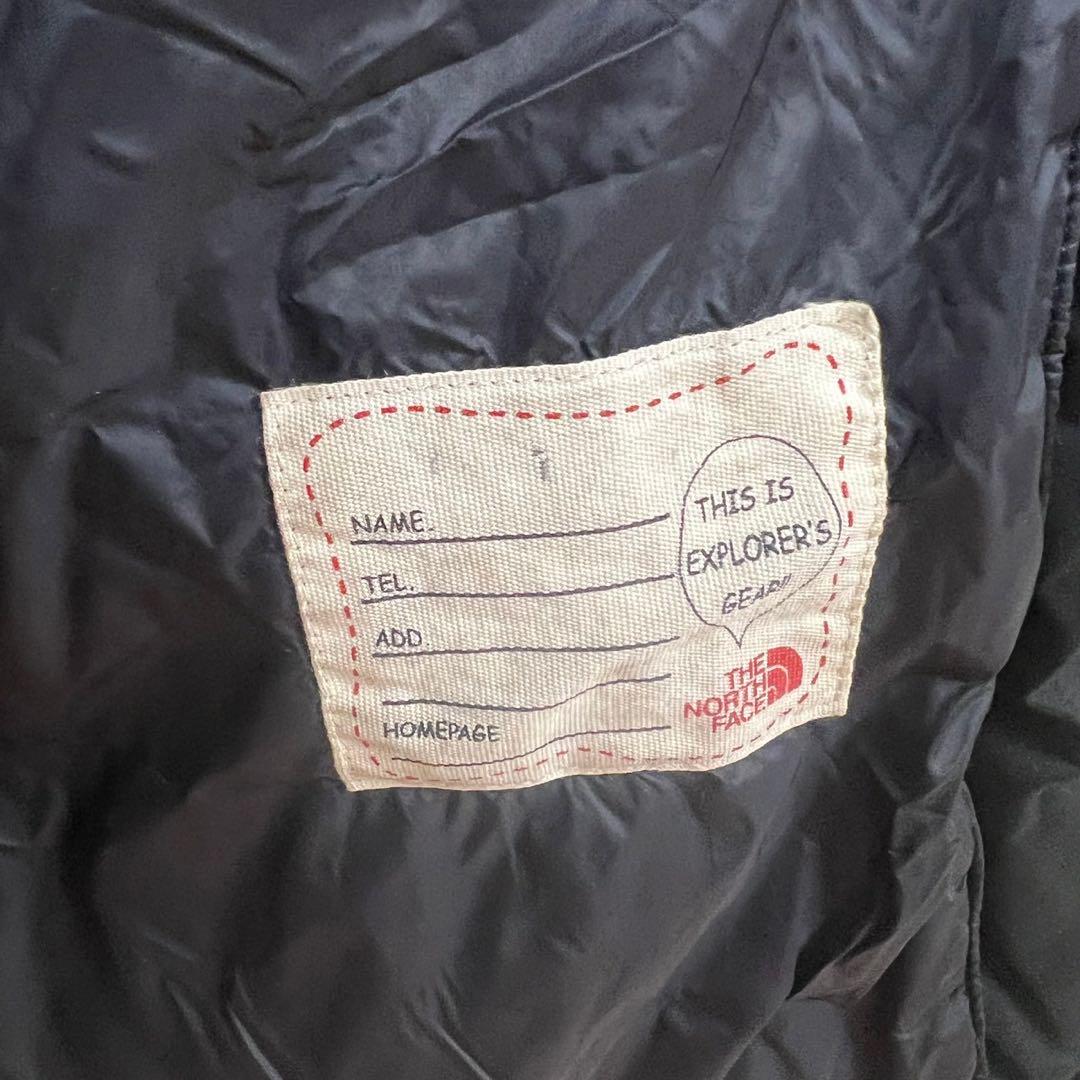 NAME.
TEL.
ADD
HOMEPAGE
THIS IS
EXPLORER'S
GEAR!!
THE
NORTH
FACE